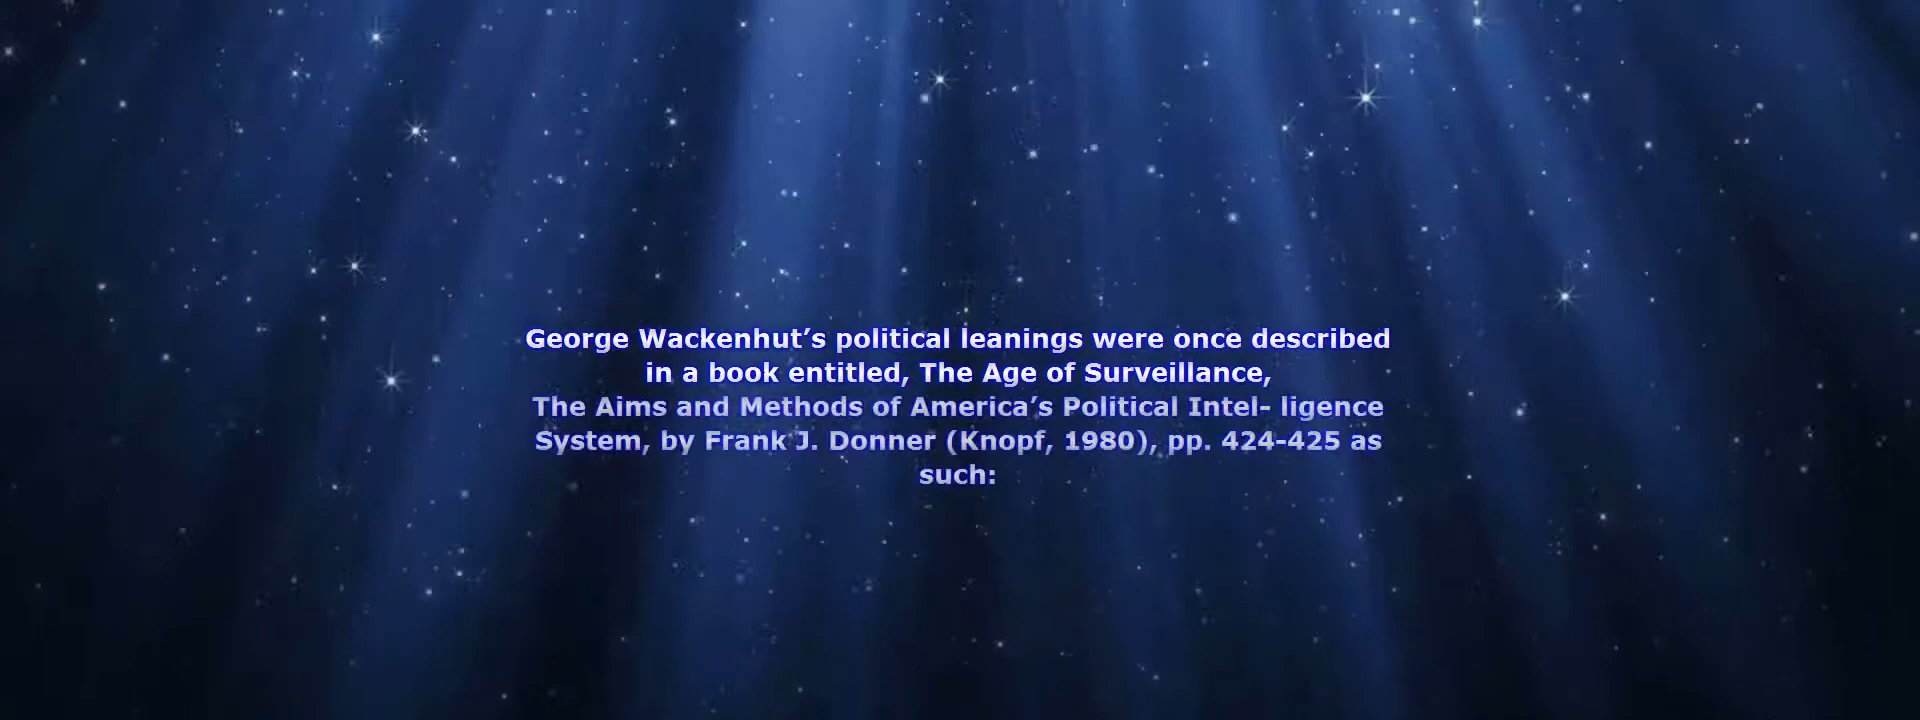 George Wackenhut’s political leanings were once described
in a book entitled, The Age of Surveillance,
The Aims and Methods of America’s Political Intel- ligence
System, by Frank J. Donner (Knopf, 1980), pp. 424-425 as
such: